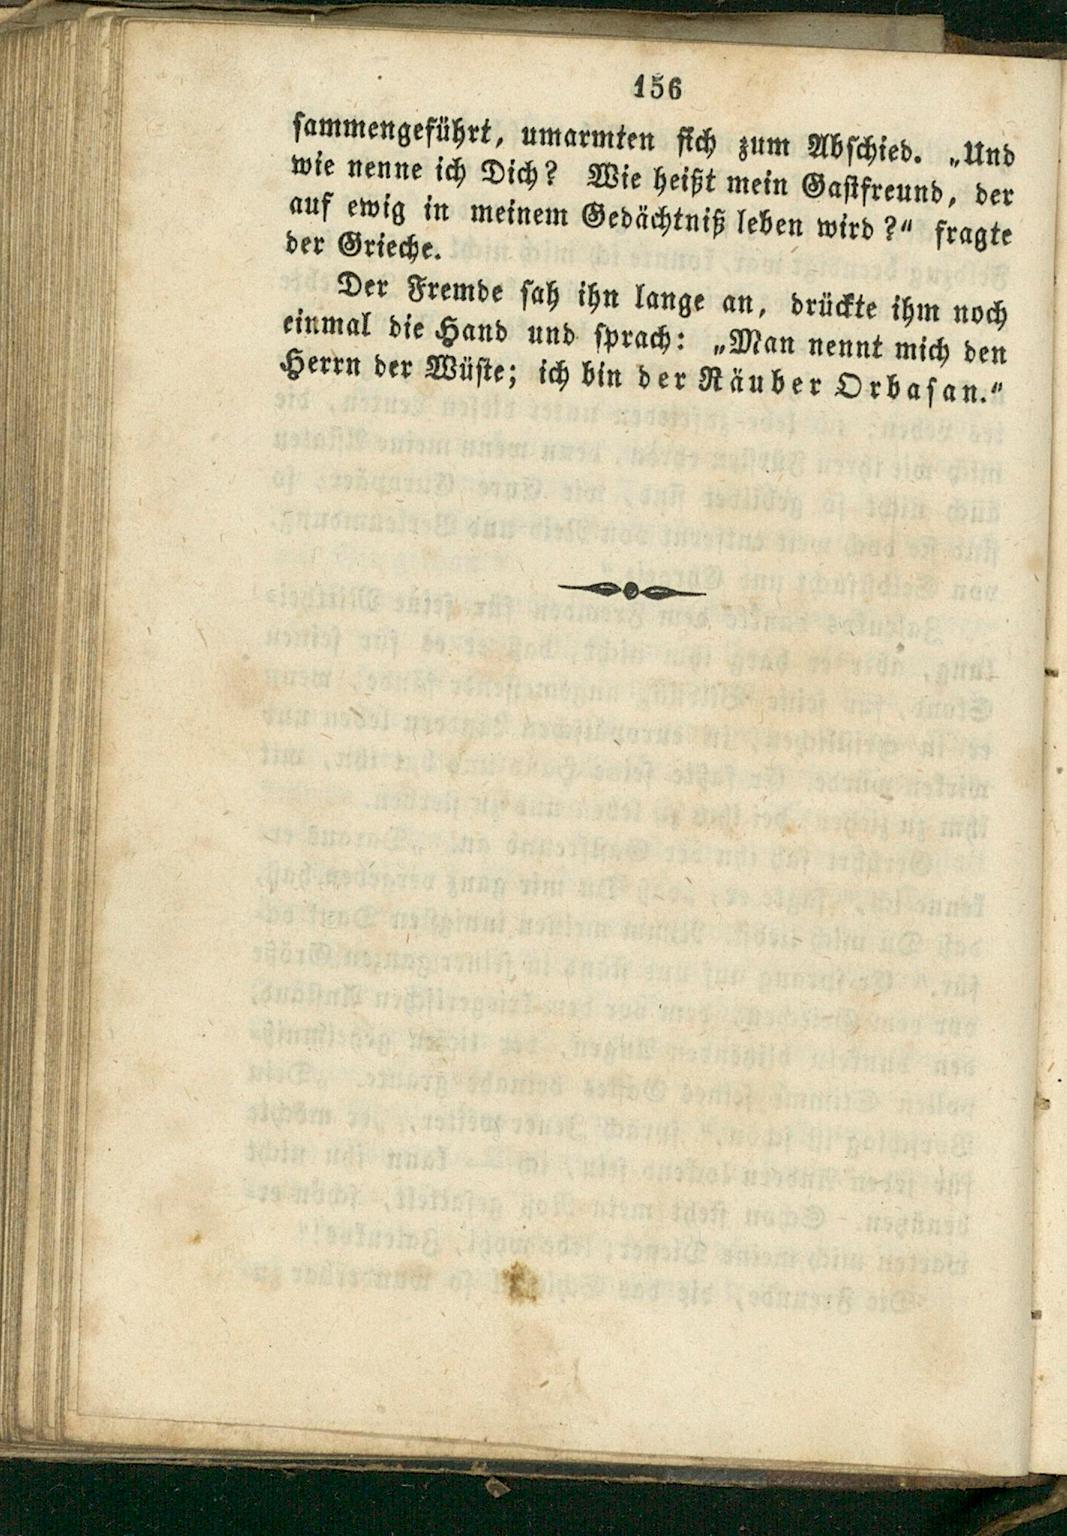 156
sammengeführt, umarmten sich zum Abschied. „Und
wie nenne ich Dich? Wie heißt mein Gastfreund, der
auf ewig in meinem Gedächtniß leben wird?“ fragte
der Grieche.
Der Fremde sah ihn lange an, drückte ihm noch
einmal die Hand und sprach: „Man nennt mich den
Herrn der Wüste; ich bin der Räuber Orbasan.“